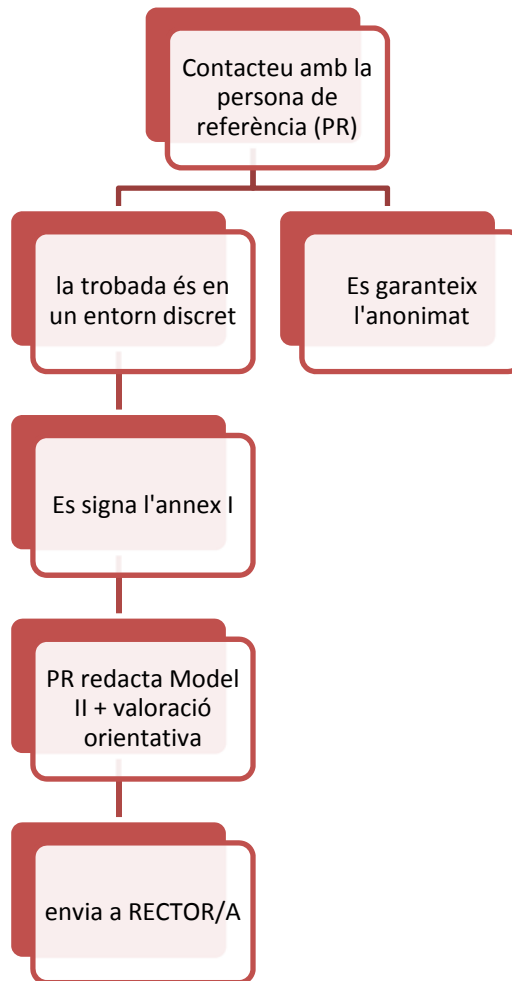 Contacteu amb la
persona de
referència (PR)
la trobada és en
un entorn discret
Es garanteix
l'anonimat
Es signa l'annex I
PR redacta Model
II + valoració
orientativa
envia a RECTOR/A